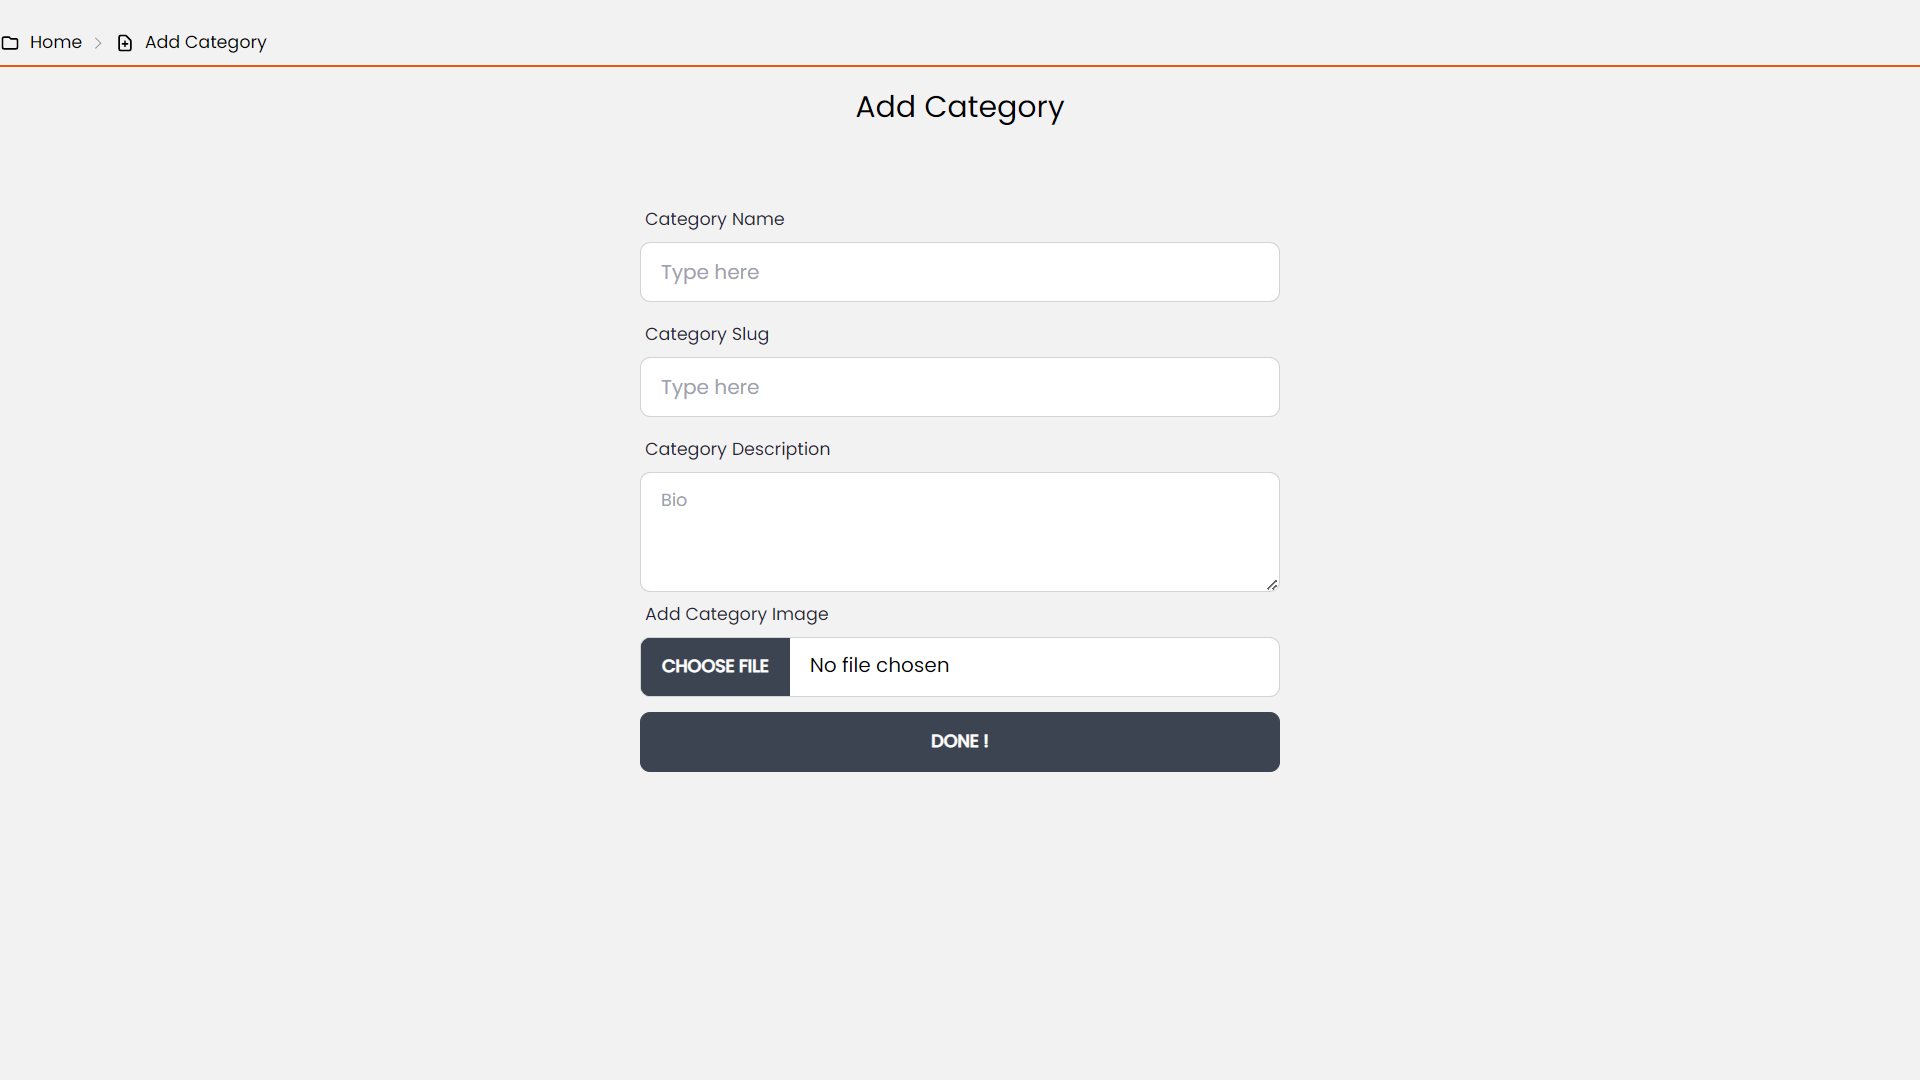 Home > Add Category
Add Category
Category Name
Type here
Category Slug
Type here
Category Description
Bio
Add Category Image
CHOOSE FILE No file chosen
DONE !